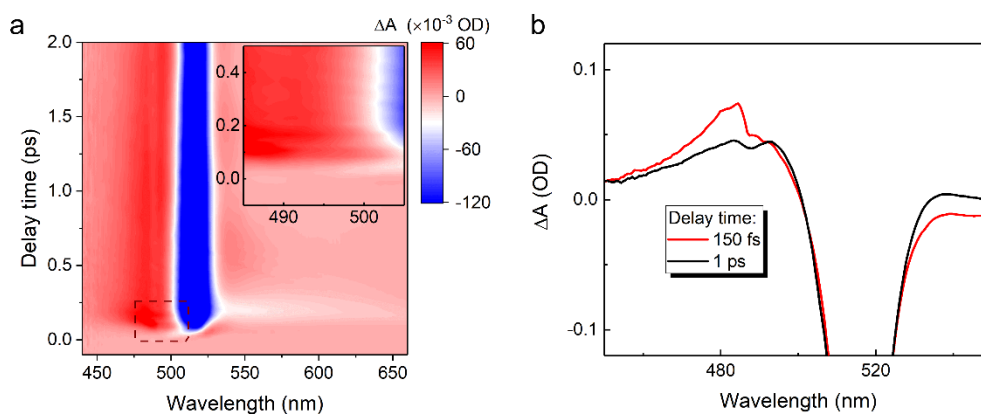 a
ΔA (×10⁻³ OD)
2.0
1.5
1.0
0.5
0.0
Delay time (ps)
450
500
550
600
650
Wavelength (nm)
0.4
0.2
0.0
490
500
60
0
-60
-120
b
0.1
0.0
-0.1
ΔA (OD)
Delay time:
150 fs
1 ps
480
520
Wavelength (nm)